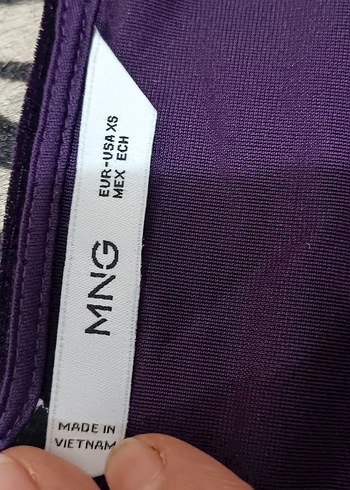 EUR-USA XS
MEX ECH
MNG
MADE IN
VIETNAM